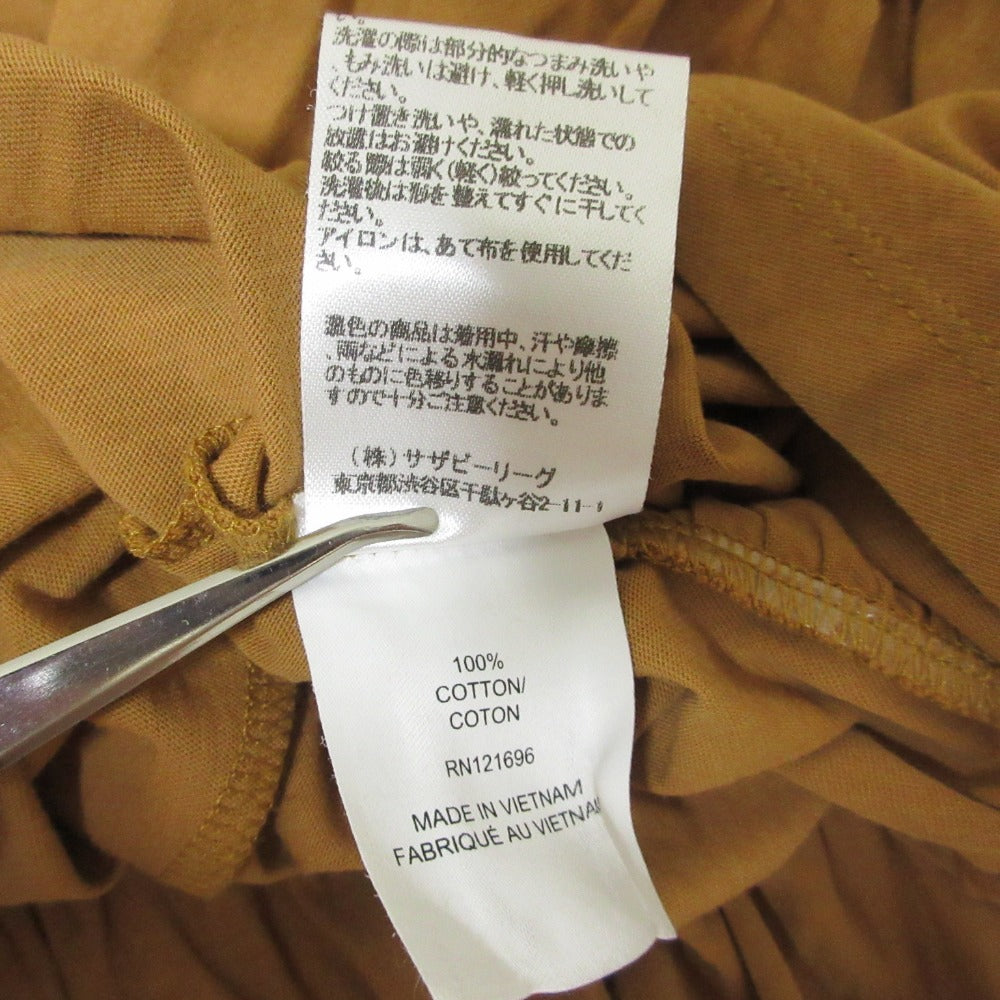 い。
洗濯の際は部分的なつまみ洗いや
、もみ洗いは避け、軽く押し洗いして
ください。
つけ置き洗いや、濡れた状態での
放置はお避けください。
絞る際は弱く(軽く)絞ってください。
洗濯後は形を整えてすぐに干してく
ださい。
アイロンは、あて布を使用してくだ
さい。
濃色の商品は着用中、汗や摩擦
、雨などによる水濡れにより他
のものに色移りすることがありま
すので十分ご注意ください。
(株)サザビーリーグ
東京都渋谷区千駄ヶ谷2-11-1
100%
COTTON/
COTON
RN121696
MADE IN VIETNAM
FABRIQUÉ AU VIETNAM